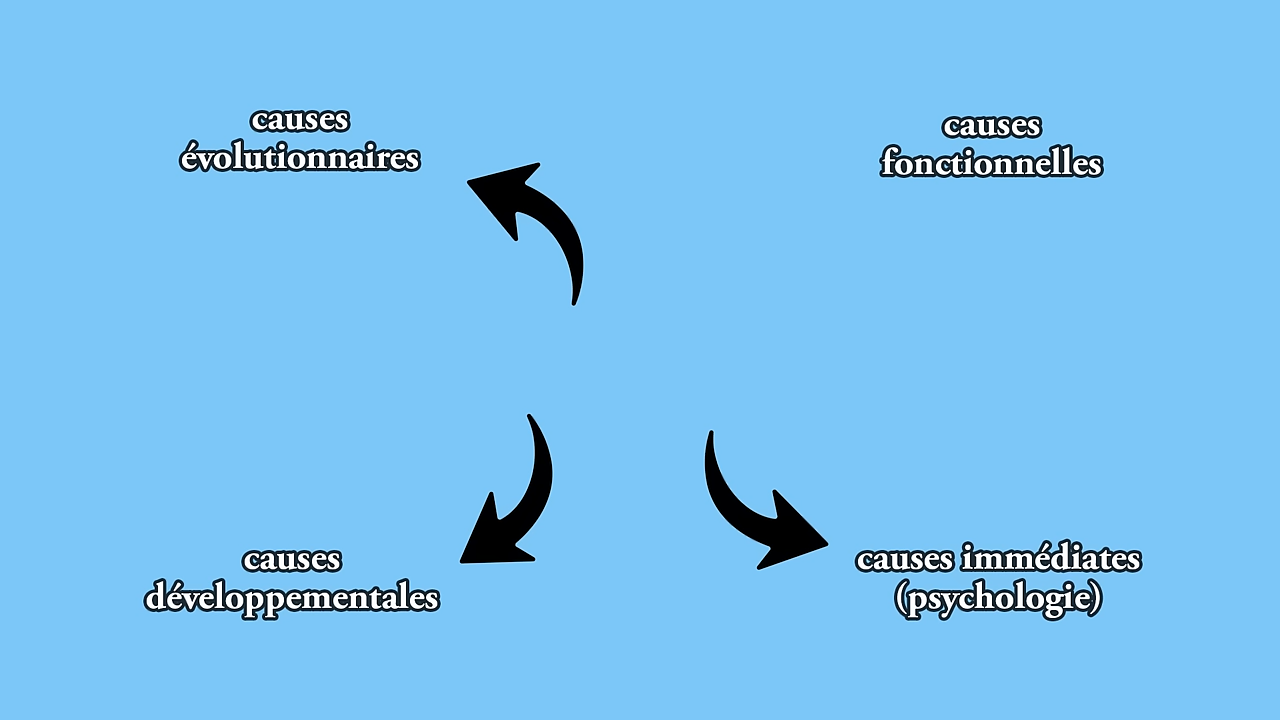 causes
évolutionnaires
causes
fonctionnelles
causes
développementales
causes immédiates
(psychologie)